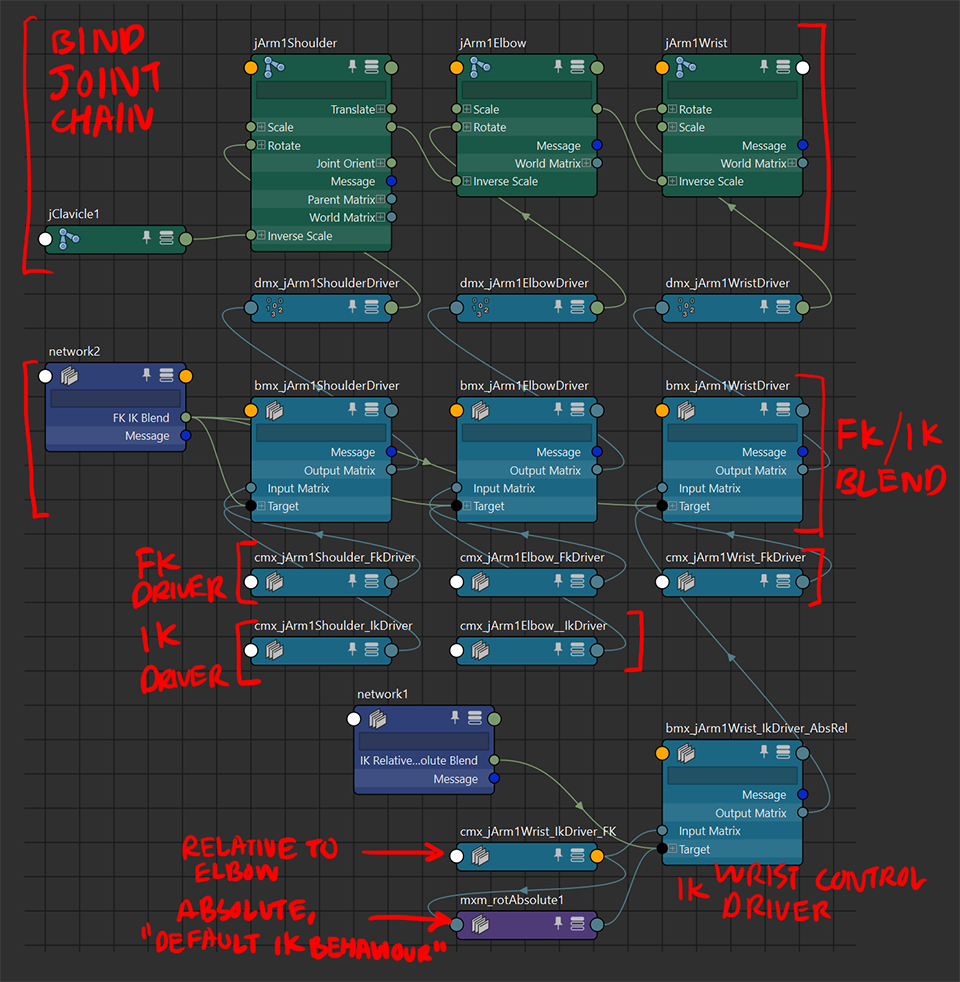 BIND
JOINT
CHAIN
jArm1Shoulder
jArm1Elbow
jArm1Wrist
Translate
Scale
Rotate
Joint Orient
Message
Parent Matrix
World Matrix
Inverse Scale
Scale
Rotate
Message
World Matrix
Inverse Scale
Rotate
Scale
Message
World Matrix
Inverse Scale
jClavicle1
dmx_jArm1ShoulderDriver
dmx_jArm1ElbowDriver
dmx_jArm1WristDriver
network2
FK IK Blend
Message
bmx_jArm1ShoulderDriver
bmx_jArm1ElbowDriver
bmx_jArm1WristDriver
Message
Output Matrix
Input Matrix
Target
Message
Output Matrix
Input Matrix
Target
Message
Output Matrix
Input Matrix
Target
FK/IK
BLEND
FK
DRIVER
cmx_jArm1Shoulder_FkDriver
cmx_jArm1Elbow_FkDriver
cmx_jArm1Wrist_FkDriver
IK
DRIVER
cmx_jArm1Shoulder_IkDriver
cmx_jArm1Elbow__IkDriver
network1
IK Relative...olute Blend
Message
bmx_jArm1Wrist_IkDriver_AbsRel
Message
Output Matrix
Input Matrix
Target
RELATIVE TO
ELBOW
cmx_jArm1Wrist_IkDriver_FK
ABSOLUTE,
"DEFAULT IK BEHAVIOUR"
mxm_rotAbsolute1
IK WRIST CONTROL
DRIVER